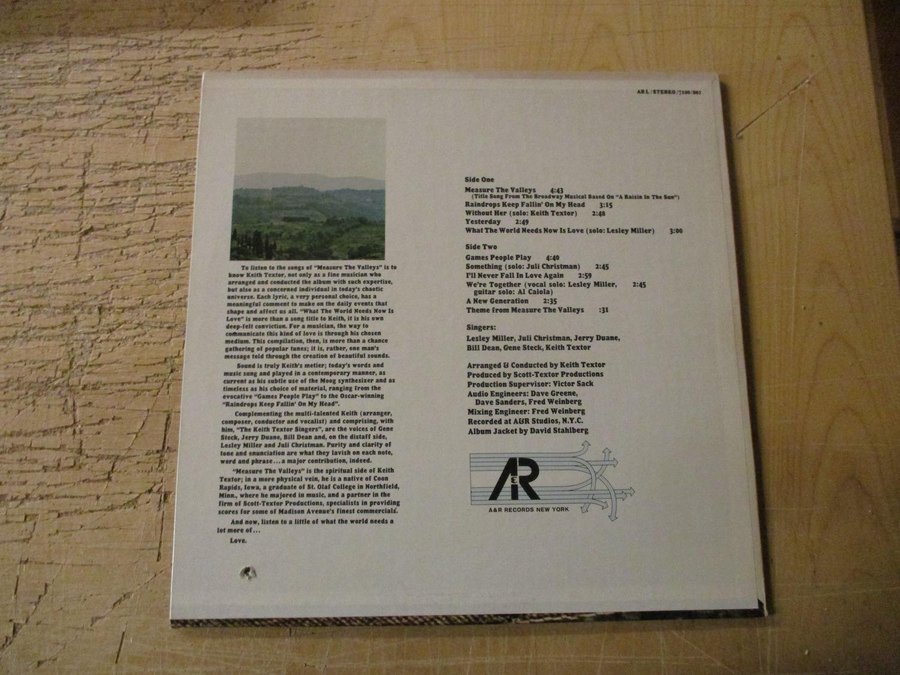 ARL/STEREO/7100/001
To listen to the songs of "Measure The Valleys" is to
know Keith Textor, not only as a fine musician who
arranged and conducted the album with such expertise,
but also as a concerned individual in today's chaotic
universe. Each lyric, a very personal choice, has a
meaningful comment to make on the daily events that
shape and affect us all. "What The World Needs Now Is
Love" is more than a song title to Keith, it is his own
deep-felt conviction. For a musician, the way to
communicate this kind of love is through his chosen
medium. This compilation, then, is more than a chance
gathering of popular tunes; it is, rather, one man's
message told through the creation of beautiful sounds.
Sound is truly Keith's metier; today's words and
music sung and played in a contemporary manner, as
current as his subtle use of the Moog synthesizer and as
timeless as his choice of material, ranging from the
evocative "Games People Play" to the Oscar-winning
"Raindrops Keep Fallin' On My Head".
Complementing the multi-talented Keith (arranger,
composer, conductor and vocalist) and comprising, with
him, "The Keith Textor Singers", are the voices of Gene
Steck, Jerry Duane, Bill Dean and, on the distaff side,
Lesley Miller and Juli Christman. Purity and clarity of
tone and enunciation are what they lavish on each note,
word and phrase...a major contribution, indeed.
"Measure The Valleys" is the spiritual side of Keith
Textor; in a more physical vein, he is a native of Coon
Rapids, Iowa, a graduate of St. Olaf College in Northfield,
Minn., where he majored in music, and a partner in the
firm of Scott-Textor Productions, specialists in providing
scores for some of Madison Avenue's finest commercials.
And now, listen to a little of what the world needs a
lot more of...
Love.
Side One
Measure The Valleys 4:43
(Title Song From The Broadway Musical Based On "A Raisin In The Sun")
Raindrops Keep Fallin' On My Head 3:15
Without Her (solo: Keith Textor) 2:48
Yesterday 2:49
What The World Needs Now Is Love (solo: Lesley Miller) 3:00
Side Two
Games People Play 4:40
Something (solo: Juli Christman) 2:45
I'll Never Fall In Love Again 2:59
We're Together (vocal solo: Lesley Miller, 2:45
guitar solo: Al Caiola)
A New Generation 2:35
Theme from Measure The Valleys :31
Singers:
Lesley Miller, Juli Christman, Jerry Duane,
Bill Dean, Gene Steck, Keith Textor
Arranged & Conducted by Keith Textor
Produced by Scott-Textor Productions
Production Supervisor: Victor Sack
Audio Engineers: Dave Greene,
Dave Sanders, Fred Weinberg
Mixing Engineer: Fred Weinberg
Recorded at A&R Studios, N.Y.C.
Album Jacket by David Stahlberg
A&R
A&R RECORDS NEW YORK